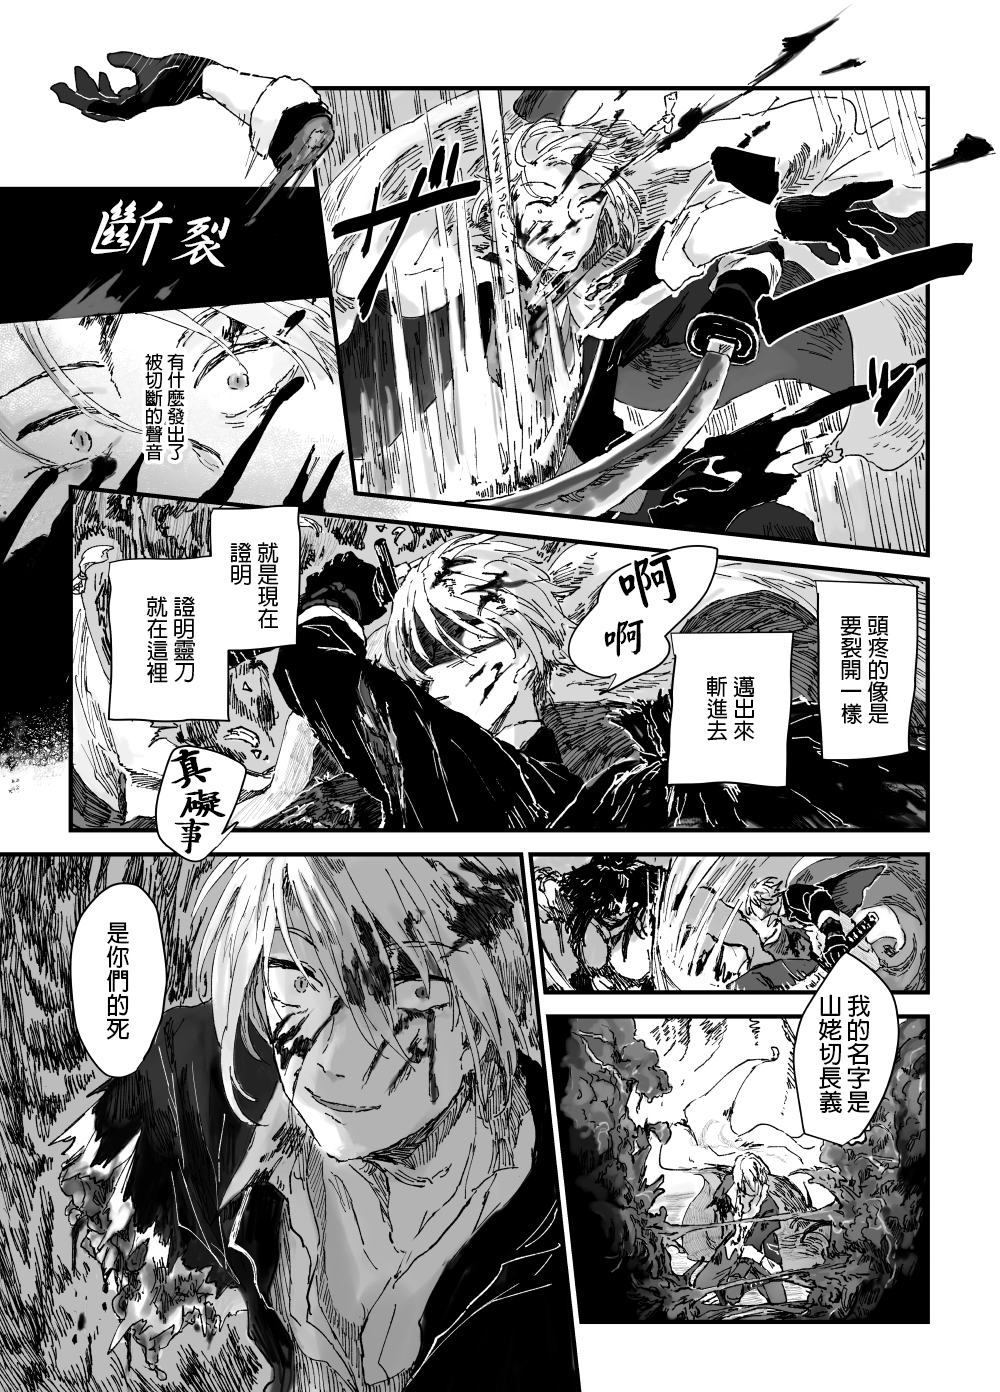 ザシュッ
斷裂
有什麼發出了
被切斷的聲音
頭疼的像是
要裂開一樣
邁出來
斬進去
啊
啊
就是現在
證明
證明靈刀
就在這裡
真礙事
我的名字是
山姥切長義
是你們的死